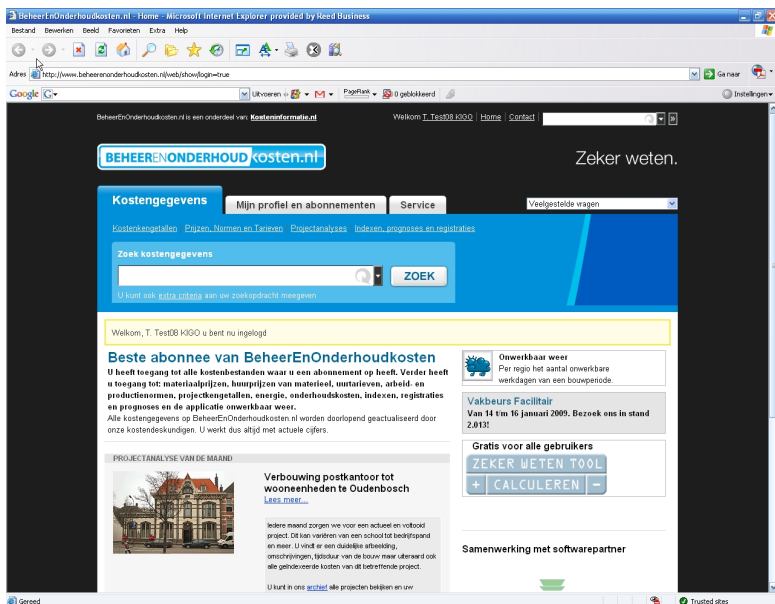 BeheerEnOnderhoudkosten.nl - Home - Microsoft Internet Explorer provided by Reed Business
Bestand Bewerken Beeld Favorieten Extra Help
Adres http://www.beheerenonderhoudkosten.nl/web/show/login=true Ga naar
Google G Uitvoeren PageRank 0 geblokkeerd Instellingen
BeheerEnOnderhoudkosten.nl is een onderdeel van: Kosteninformatie.nl Welkom T. Test08 KIGO | Home | Contact |
BEHEERENONDERHOUDkosten.nl Zeker weten.
Kostengegevens Mijn profiel en abonnementen Service Veelgestelde vragen
Kostenkengetallen Prijzen, Normen en Tarieven Projectanalyses Indexen, prognoses en registraties
Zoek kostengegevens
ZOEK
U kunt ook extra criteria aan uw zoekopdracht meegeven
Welkom, T. Test08 KIGO u bent nu ingelogd
Beste abonnee van BeheerEnOnderhoudkosten
U heeft toegang tot alle kostenbestanden waar u een abonnement op heeft. Verder heeft
u toegang tot: materiaalprijzen, huurprijzen van materieel, uurtarieven, arbeid- en
productienormen, projectkengetallen, energie, onderhoudskosten, indexen, registraties
en prognoses en de applicatie onwerkbaar weer.
Alle kostengegevens op BeheerEnOnderhoudkosten.nl worden doorlopend geactualiseerd door
onze kostendeskundigen. U werkt dus altijd met actuele cijfers.
PROJECTANALYSE VAN DE MAAND
Verbouwing postkantoor tot
wooneenheden te Oudenbosch
Lees meer...
Iedere maand zorgen we voor een actueel en voltooid
project. Dit kan variëren van een school tot bedrijfspand
en meer. U vindt er een duidelijke afbeelding,
omschrijvingen, tijdsduur van de bouw maar uiteraard ook
alle geïndexeerde kosten van dit betreffende project.
U kunt in ons archief alle projecten bekijken en uw
Onwerkbaar weer
Per regio het aantal onwerkbare
werkdagen van een bouwperiode.
Vakbeurs Facilitair
Van 14 t/m 16 januari 2009. Bezoek ons in stand
2.013!
Gratis voor alle gebruikers
ZEKER WETEN TOOL
+ CALCULEREN -
Samenwerking met softwarepartner
Gereed Trusted sites